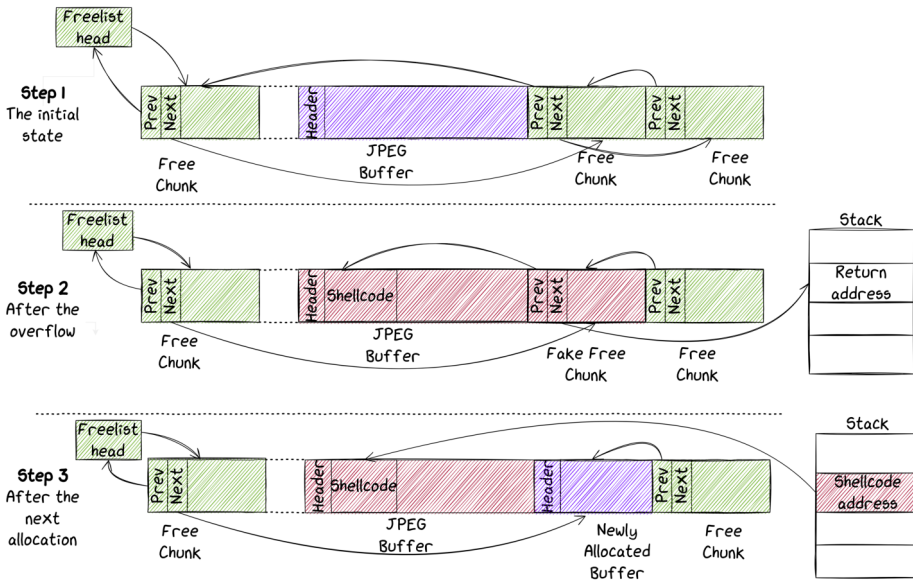 Freelist
head
Step 1
The initial
state
Prev
Next
Header
Prev
Next
Prev
Next
Free
Chunk
JPEG
Buffer
Free
Chunk
Free
Chunk
Freelist
head
Stack
Step 2
After the
overflow
Prev
Next
Header
Shellcode
Prev
Next
Prev
Next
Return
address
Free
Chunk
JPEG
Buffer
Fake Free
Chunk
Free
Chunk
Freelist
head
Stack
Step 3
After the
next
allocation
Prev
Next
Header
Shellcode
Header
Prev
Next
Shellcode
address
Free
Chunk
JPEG
Buffer
Newly
Allocated
Buffer
Free
Chunk